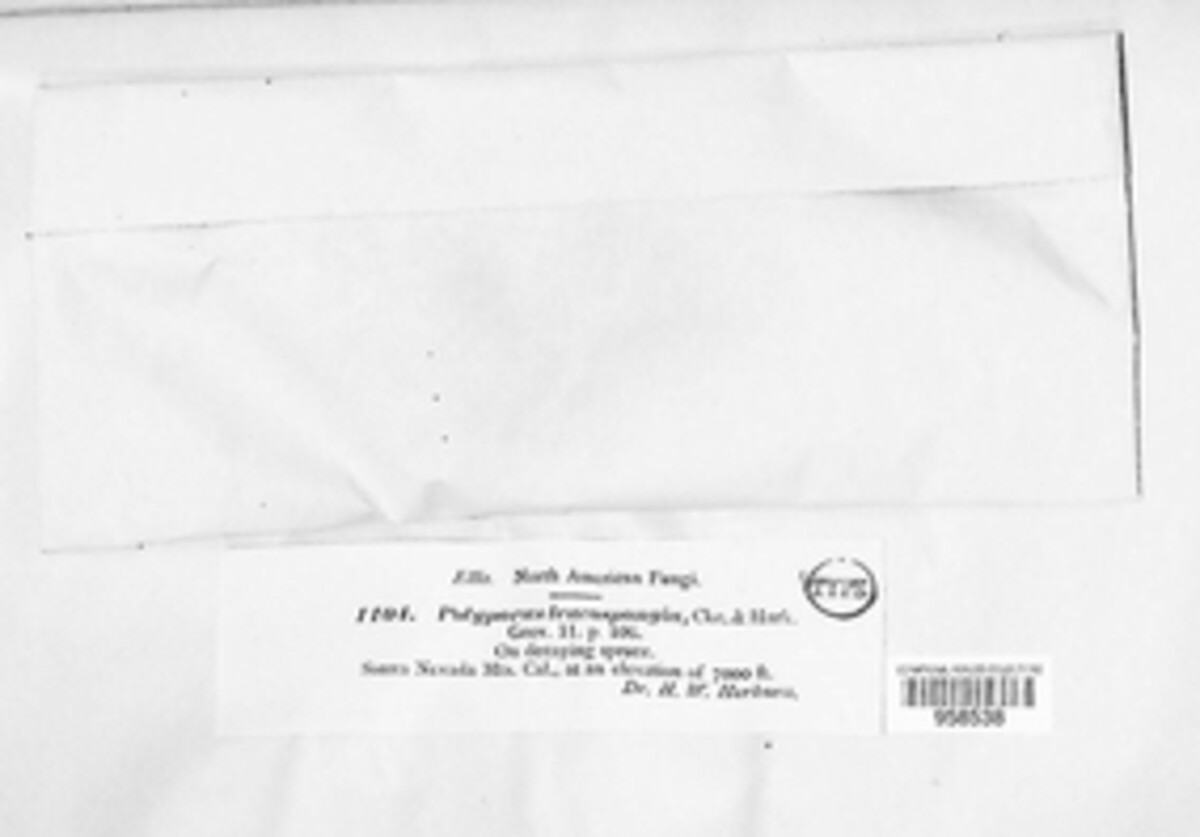 Ellis. North American Fungi.
Polyporus leucospongia, Cke. & Hark.
Grev. 11. p. 106.
On decaying spruce.
Sierra Nevada Mts. Cal., at an elevation of 7000 ft.
Dr. H. W. Harkness.
958538